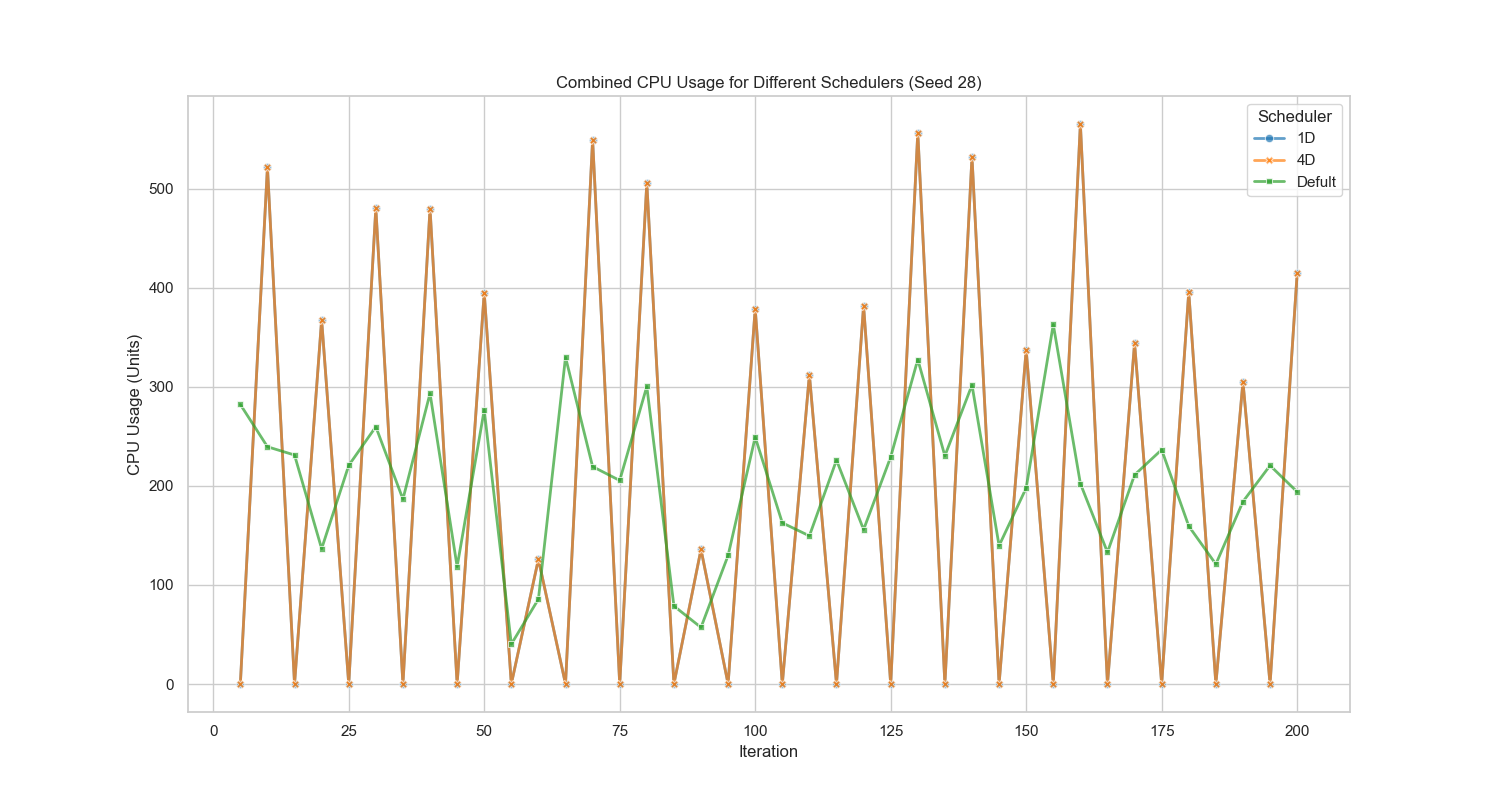 Combined CPU Usage for Different Schedulers (Seed 28)
Scheduler
1D
4D
Defult
CPU Usage (Units)
500
400
300
200
100
0
0 25 50 75 100 125 150 175 200
Iteration